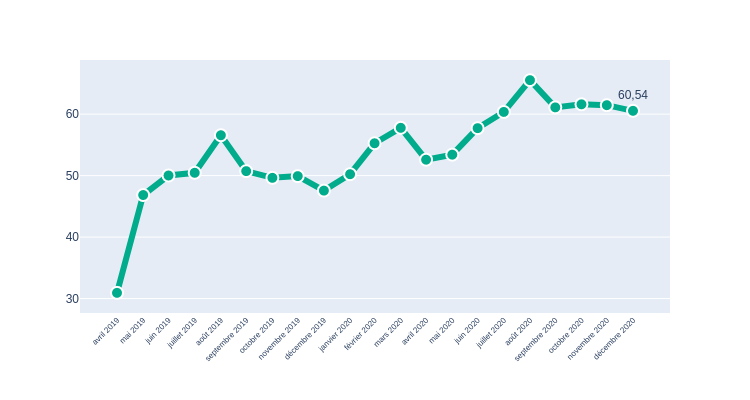 60,54
60
50
40
30
avril 2019
mai 2019
juin 2019
juillet 2019
août 2019
septembre 2019
octobre 2019
novembre 2019
décembre 2019
janvier 2020
février 2020
mars 2020
avril 2020
mai 2020
juin 2020
juillet 2020
août 2020
septembre 2020
octobre 2020
novembre 2020
décembre 2020